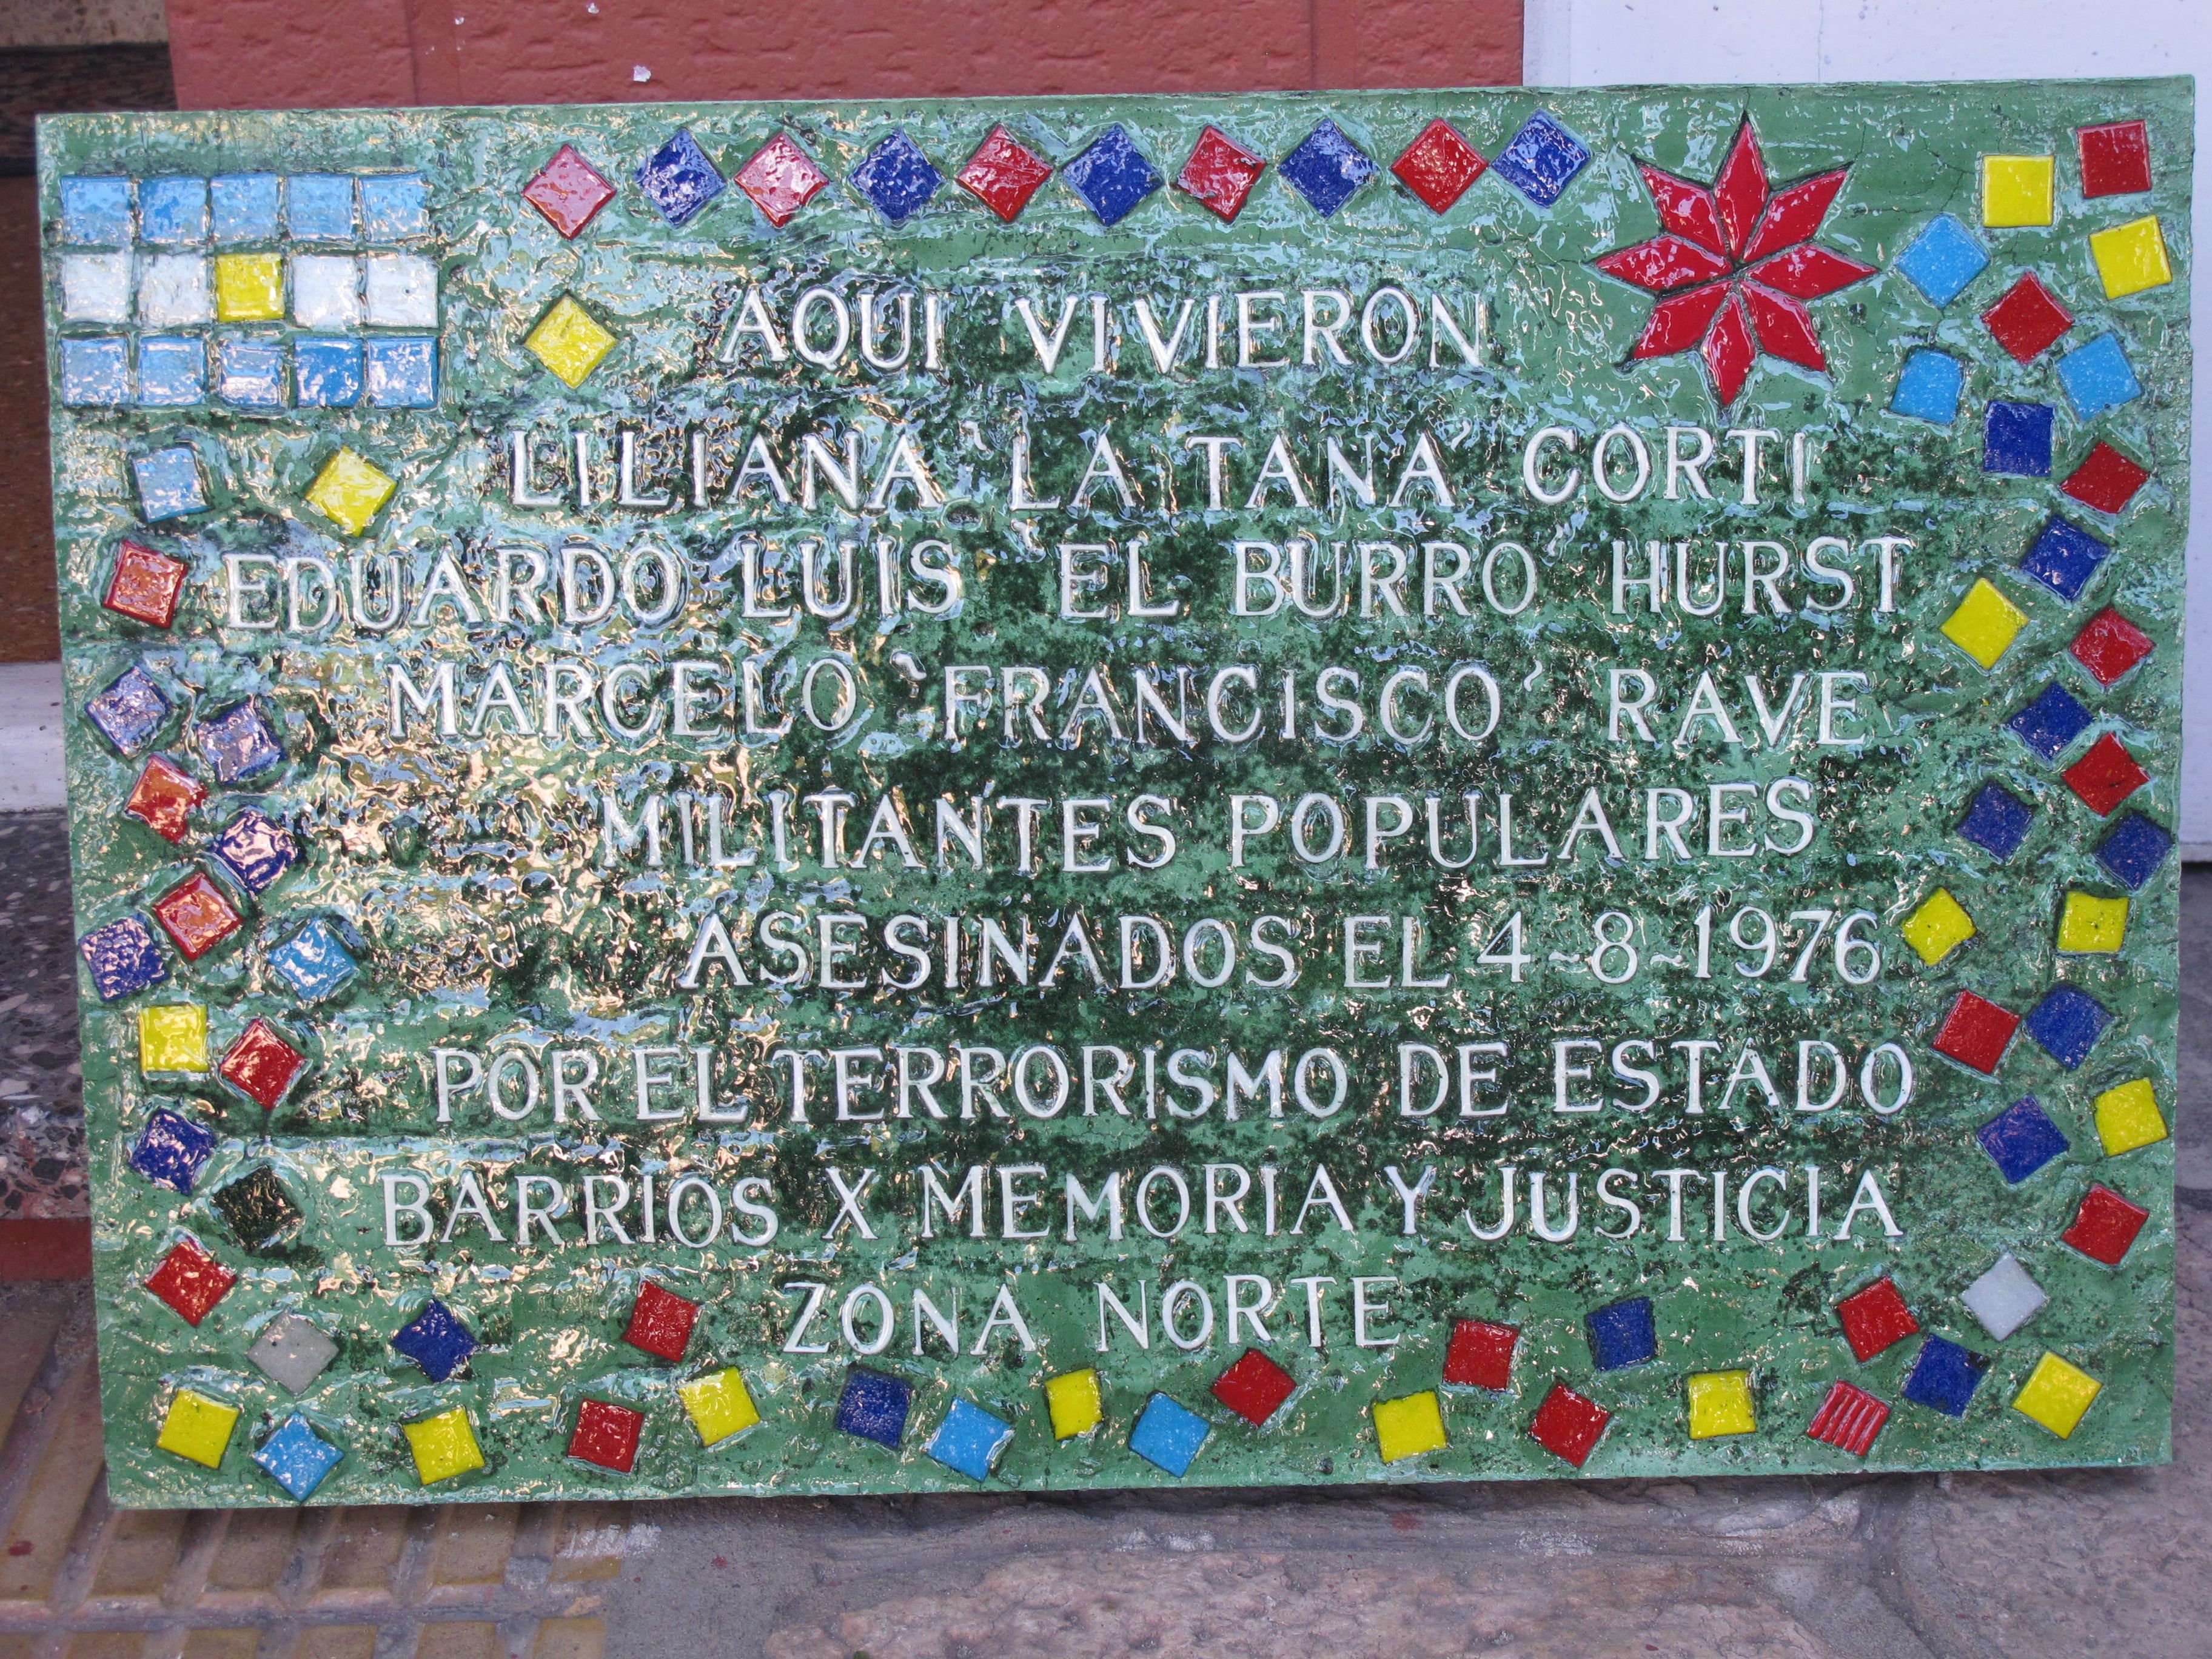 AQUI VIVIERON
LILIANA 'LA TANA' CORTI
EDUARDO LUIS 'EL BURRO' HURST
MARCELO 'FRANCISCO' RAVE
MILITANTES POPULARES
ASESINADOS EL 4-8-1976
POR EL TERRORISMO DE ESTADO
BARRIOS X MEMORIA Y JUSTICIA
ZONA NORTE